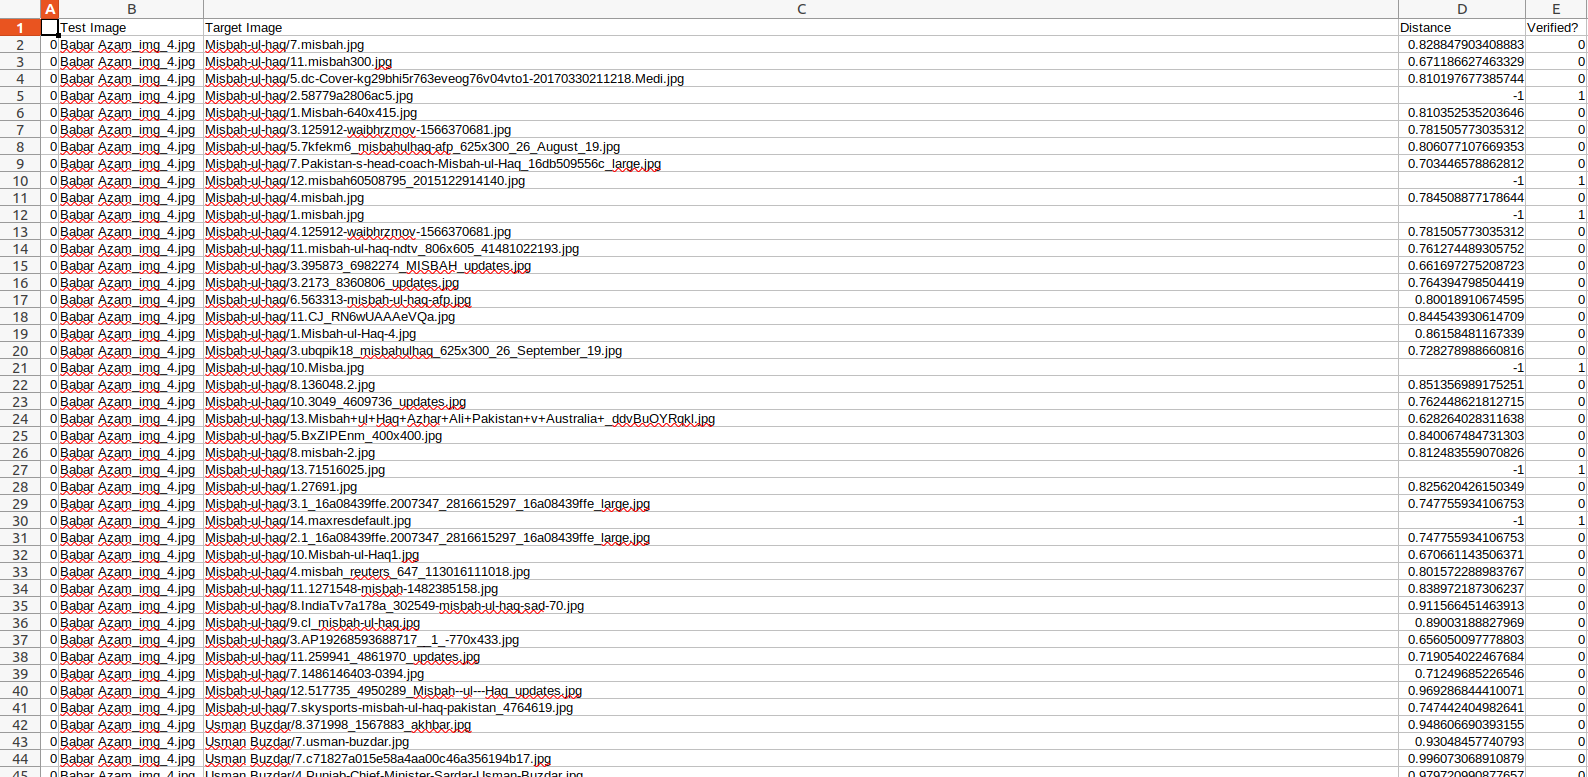 A B C D E
1 Test Image Target Image Distance Verified?
2 0 Babar Azam_img_4.jpg Misbah-ul-haq/7.misbah.jpg 0.828847903408883 0
3 0 Babar Azam_img_4.jpg Misbah-ul-haq/11.misbah300.jpg 0.671186627463329 0
4 0 Babar Azam_img_4.jpg Misbah-ul-haq/5.dc-Cover-kg29bhi5r763eveog76v04vto1-20170330211218.Medi.jpg 0.810197677385744 0
5 0 Babar Azam_img_4.jpg Misbah-ul-haq/2.58779a2806ac5.jpg -1 1
6 0 Babar Azam_img_4.jpg Misbah-ul-haq/1.Misbah-640x415.jpg 0.810352535203646 0
7 0 Babar Azam_img_4.jpg Misbah-ul-haq/3.125912-waibhrzmov-1566370681.jpg 0.781505773035312 0
8 0 Babar Azam_img_4.jpg Misbah-ul-haq/5.7kfekm6_misbahulhaq-afp_625x300_26_August_19.jpg 0.806077107669353 0
9 0 Babar Azam_img_4.jpg Misbah-ul-haq/7.Pakistan-s-head-coach-Misbah-ul-Haq_16db509556c_large.jpg 0.703446578862812 0
10 0 Babar Azam_img_4.jpg Misbah-ul-haq/12.misbah60508795_2015122914140.jpg -1 1
11 0 Babar Azam_img_4.jpg Misbah-ul-haq/4.misbah.jpg 0.784508877178644 0
12 0 Babar Azam_img_4.jpg Misbah-ul-haq/1.misbah.jpg -1 1
13 0 Babar Azam_img_4.jpg Misbah-ul-haq/4.125912-waibhrzmov-1566370681.jpg 0.781505773035312 0
14 0 Babar Azam_img_4.jpg Misbah-ul-haq/11.misbah-ul-haq-ndtv_806x605_41481022193.jpg 0.761274489305752 0
15 0 Babar Azam_img_4.jpg Misbah-ul-haq/3.395873_6982274_MISBAH_updates.jpg 0.661697275208723 0
16 0 Babar Azam_img_4.jpg Misbah-ul-haq/3.2173_8360806_updates.jpg 0.764394798504419 0
17 0 Babar Azam_img_4.jpg Misbah-ul-haq/6.563313-misbah-ul-haq-afp.jpg 0.80018910674595 0
18 0 Babar Azam_img_4.jpg Misbah-ul-haq/11.CJ_RN6wUAAAeVQa.jpg 0.844543930614709 0
19 0 Babar Azam_img_4.jpg Misbah-ul-haq/1.Misbah-ul-Haq-4.jpg 0.86158481167339 0
20 0 Babar Azam_img_4.jpg Misbah-ul-haq/3.ubqpik18_misbahulhaq_625x300_26_September_19.jpg 0.728278988660816 0
21 0 Babar Azam_img_4.jpg Misbah-ul-haq/10.Misba.jpg -1 1
22 0 Babar Azam_img_4.jpg Misbah-ul-haq/8.136048.2.jpg 0.851356989175251 0
23 0 Babar Azam_img_4.jpg Misbah-ul-haq/10.3049_4609736_updates.jpg 0.762448621812715 0
24 0 Babar Azam_img_4.jpg Misbah-ul-haq/13.Misbah+ul+Haq+Azhar+Ali+Pakistan+v+Australia+_ddvBuOYRqkl.jpg 0.628264028311638 0
25 0 Babar Azam_img_4.jpg Misbah-ul-haq/5.BxZIPEnm_400x400.jpg 0.840067484731303 0
26 0 Babar Azam_img_4.jpg Misbah-ul-haq/8.misbah-2.jpg 0.812483559070826 0
27 0 Babar Azam_img_4.jpg Misbah-ul-haq/13.71516025.jpg -1 1
28 0 Babar Azam_img_4.jpg Misbah-ul-haq/1.27691.jpg 0.825620426150349 0
29 0 Babar Azam_img_4.jpg Misbah-ul-haq/3.1_16a08439ffe.2007347_2816615297_16a08439ffe_large.jpg 0.747755934106753 0
30 0 Babar Azam_img_4.jpg Misbah-ul-haq/14.maxresdefault.jpg -1 1
31 0 Babar Azam_img_4.jpg Misbah-ul-haq/2.1_16a08439ffe.2007347_2816615297_16a08439ffe_large.jpg 0.747755934106753 0
32 0 Babar Azam_img_4.jpg Misbah-ul-haq/10.Misbah-ul-Haq1.jpg 0.670661143506371 0
33 0 Babar Azam_img_4.jpg Misbah-ul-haq/4.misbah_reuters_647_113016111018.jpg 0.801572288983767 0
34 0 Babar Azam_img_4.jpg Misbah-ul-haq/11.1271548-misbah-1482385158.jpg 0.838972187306237 0
35 0 Babar Azam_img_4.jpg Misbah-ul-haq/8.IndiaTv7a178a_302549-misbah-ul-haq-sad-70.jpg 0.911566451463913 0
36 0 Babar Azam_img_4.jpg Misbah-ul-haq/9.cl_misbah-ul-haq.jpg 0.89003188827969 0
37 0 Babar Azam_img_4.jpg Misbah-ul-haq/3.AP19268593688717__1_-770x433.jpg 0.656050097778803 0
38 0 Babar Azam_img_4.jpg Misbah-ul-haq/11.259941_4861970_updates.jpg 0.719054022467684 0
39 0 Babar Azam_img_4.jpg Misbah-ul-haq/7.1486146403-0394.jpg 0.71249685226546 0
40 0 Babar Azam_img_4.jpg Misbah-ul-haq/12.517735_4950289_Misbah--ul---Haq_updates.jpg 0.969286844410071 0
41 0 Babar Azam_img_4.jpg Misbah-ul-haq/7.skysports-misbah-ul-haq-pakistan_4764619.jpg 0.747442404982641 0
42 0 Babar Azam_img_4.jpg Usman Buzdar/8.371998_1567883_akhbar.jpg 0.948606690393155 0
43 0 Babar Azam_img_4.jpg Usman Buzdar/7.usman-buzdar.jpg 0.93048457740793 0
44 0 Babar Azam_img_4.jpg Usman Buzdar/7.c71827a015e58a4aa00c46a356194b17.jpg 0.996073068910879 0
45 0 Babar Azam_img_4.jpg Usman Buzdar/4.Punjab-Chief-Minister-Sardar-Usman-Buzdar.jpg 0.979720990877657 0